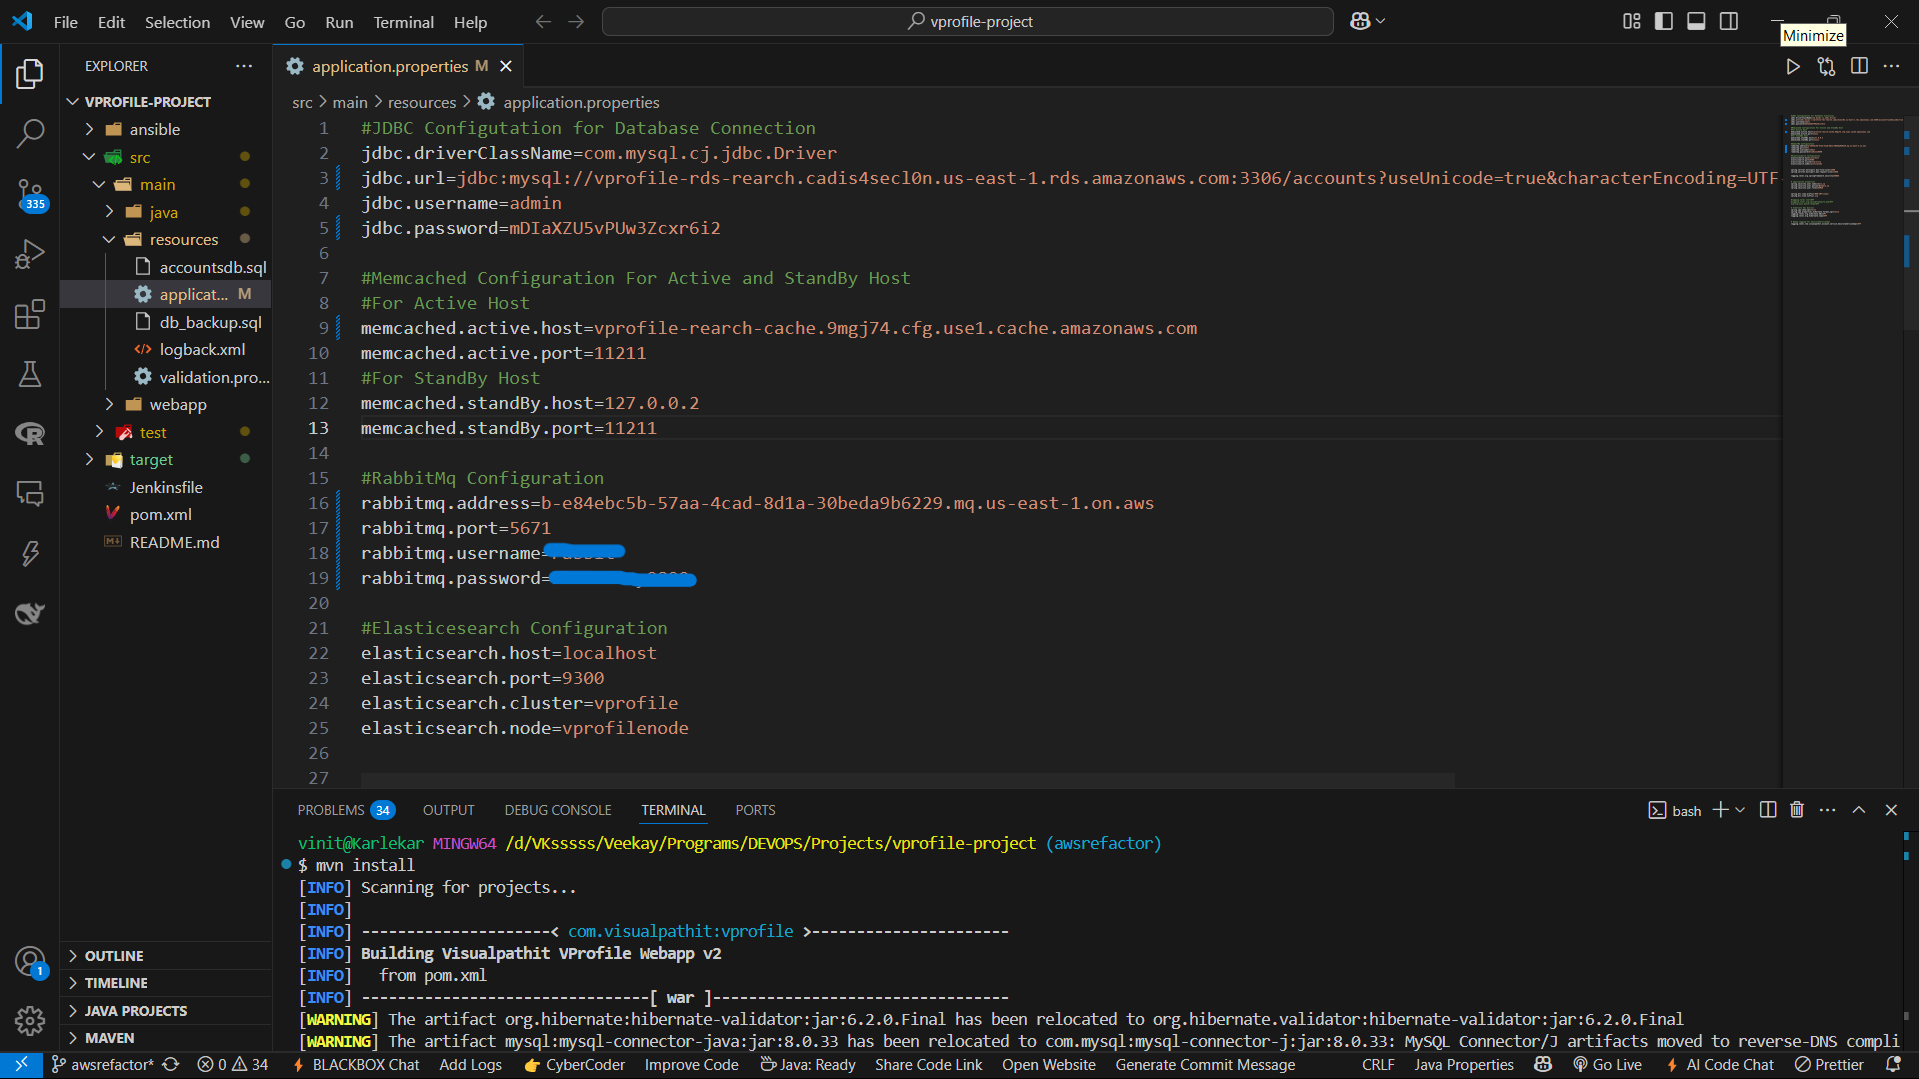 File Edit Selection View Go Run Terminal Help
vprofile-project
Minimize
EXPLORER
application.properties M
src > main > resources > application.properties
VPROFILE-PROJECT
ansible
src
main
java
resources
accountsdb.sql
applicat... M
db_backup.sql
logback.xml
validation.pro...
webapp
test
target
Jenkinsfile
pom.xml
README.md
335
1
OUTLINE
TIMELINE
JAVA PROJECTS
MAVEN
1 #JDBC Configutation for Database Connection
2 jdbc.driverClassName=com.mysql.cj.jdbc.Driver
3 jdbc.url=jdbc:mysql://vprofile-rds-rearch.cadis4secl0n.us-east-1.rds.amazonaws.com:3306/accounts?useUnicode=true&characterEncoding=UTF-
4 jdbc.username=admin
5 jdbc.password=mDIaXZU5vPUw3Zcxr6i2
6
7 #Memcached Configuration For Active and StandBy Host
8 #For Active Host
9 memcached.active.host=vprofile-rearch-cache.9mgj74.cfg.use1.cache.amazonaws.com
10 memcached.active.port=11211
11 #For StandBy Host
12 memcached.standBy.host=127.0.0.2
13 memcached.standBy.port=11211
14
15 #RabbitMq Configuration
16 rabbitmq.address=b-e84ebc5b-57aa-4cad-8d1a-30beda9b6229.mq.us-east-1.on.aws
17 rabbitmq.port=5671
18 rabbitmq.username=
19 rabbitmq.password=
20
21 #Elasticesearch Configuration
22 elasticsearch.host=localhost
23 elasticsearch.port=9300
24 elasticsearch.cluster=vprofile
25 elasticsearch.node=vprofilenode
26
27
PROBLEMS 34 OUTPUT DEBUG CONSOLE TERMINAL PORTS
bash
vinit@Karlekar MINGW64 /d/VKsssss/Veekay/Programs/DEVOPS/Projects/vprofile-project (awsrefactor)
$ mvn install
[INFO] Scanning for projects...
[INFO]
[INFO] ---------------------< com.visualpathit:vprofile >----------------------
[INFO] Building Visualpathit VProfile Webapp v2
[INFO]   from pom.xml
[INFO] --------------------------------[ war ]---------------------------------
[WARNING] The artifact org.hibernate:hibernate-validator:jar:6.2.0.Final has been relocated to org.hibernate.validator:hibernate-validator:jar:6.2.0.Final
[WARNING] The artifact mysql:mysql-connector-java:jar:8.0.33 has been relocated to com.mysql:mysql-connector-j:jar:8.0.33: MySQL Connector/J artifacts moved to reverse-DNS compli
awsrefactor* 0 34 BLACKBOX Chat Add Logs CyberCoder Improve Code Java: Ready Share Code Link Open Website Generate Commit Message CRLF Java Properties Go Live AI Code Chat Prettier